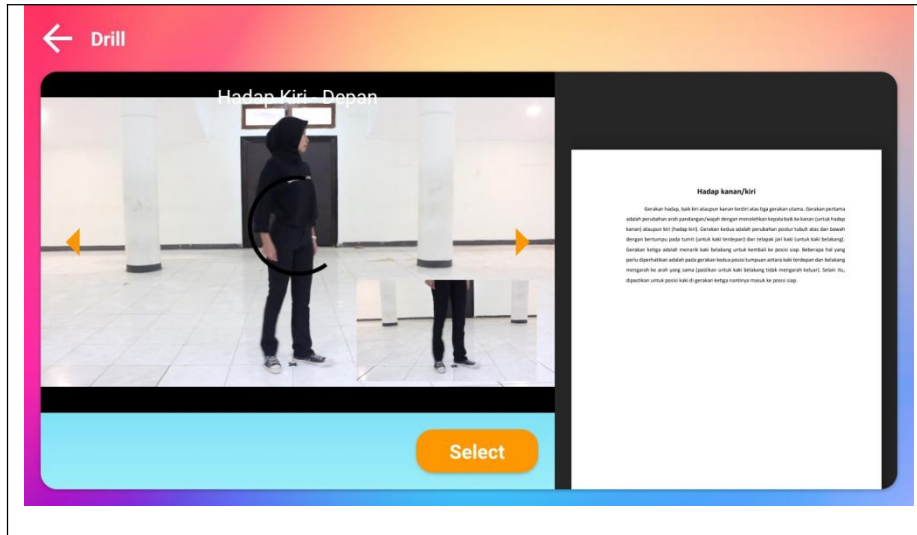 Drill
Hadap Kiri - Depan
Select
Hadap kanan/kiri
Gerakan hadap, baik kiri ataupun kanan terdiri atas tiga gerakan utama. Gerakan pertama
adalah perubahan arah pandangan/wajah dengan menolehkan kepala baik ke kanan (untuk hadap
kanan) ataupun kiri (hadap kiri). Gerakan kedua adalah perubahan postur tubuh atas dan bawah
dengan bertumpu pada tumit (untuk kaki terdepan) dan telapak jari kaki (untuk kaki belakang).
Gerakan ketiga adalah menarik kaki belakang untuk kembali ke posisi siap. Beberapa hal yang
perlu diperhatikan adalah pada gerakan kedua posisi tumpuan antara kaki terdepan dan belakang
mengarah ke arah yang sama (pastikan untuk kaki belakang tidak mengarah keluar). Selain itu,
dipastikan untuk posisi kaki di gerakan ketiga nantinya masuk ke posisi siap.